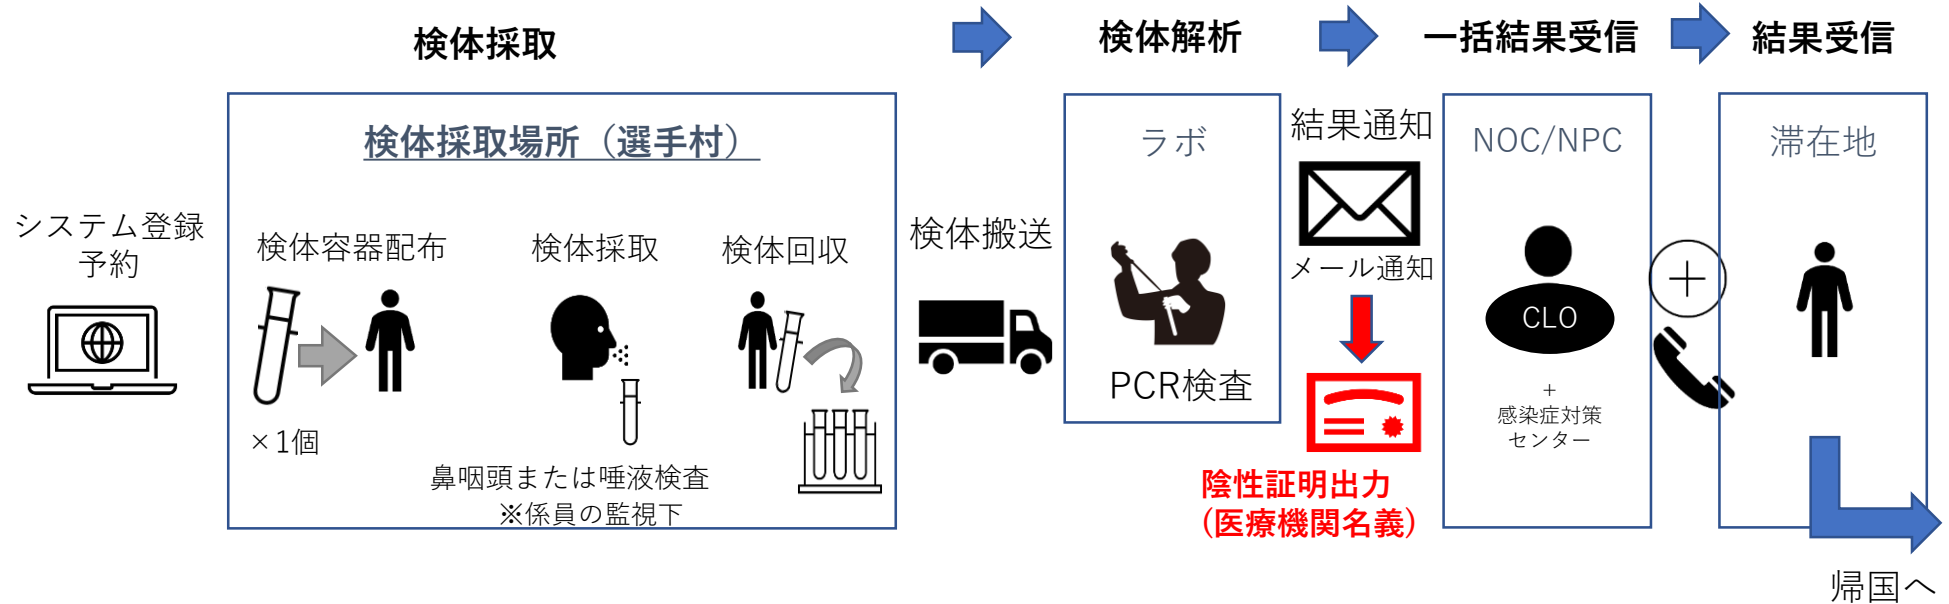 検体採取
検体解析
一括結果受信
結果受信
システム登録
予約
検体採取場所（選手村）
検体容器配布
×1個
検体採取
検体回収
鼻咽頭または唾液検査
※係員の監視下
検体搬送
ラボ
PCR検査
結果通知
メール通知
陰性証明出力
(医療機関名義)
NOC/NPC
CLO
+
感染症対策
センター
滞在地
帰国へ